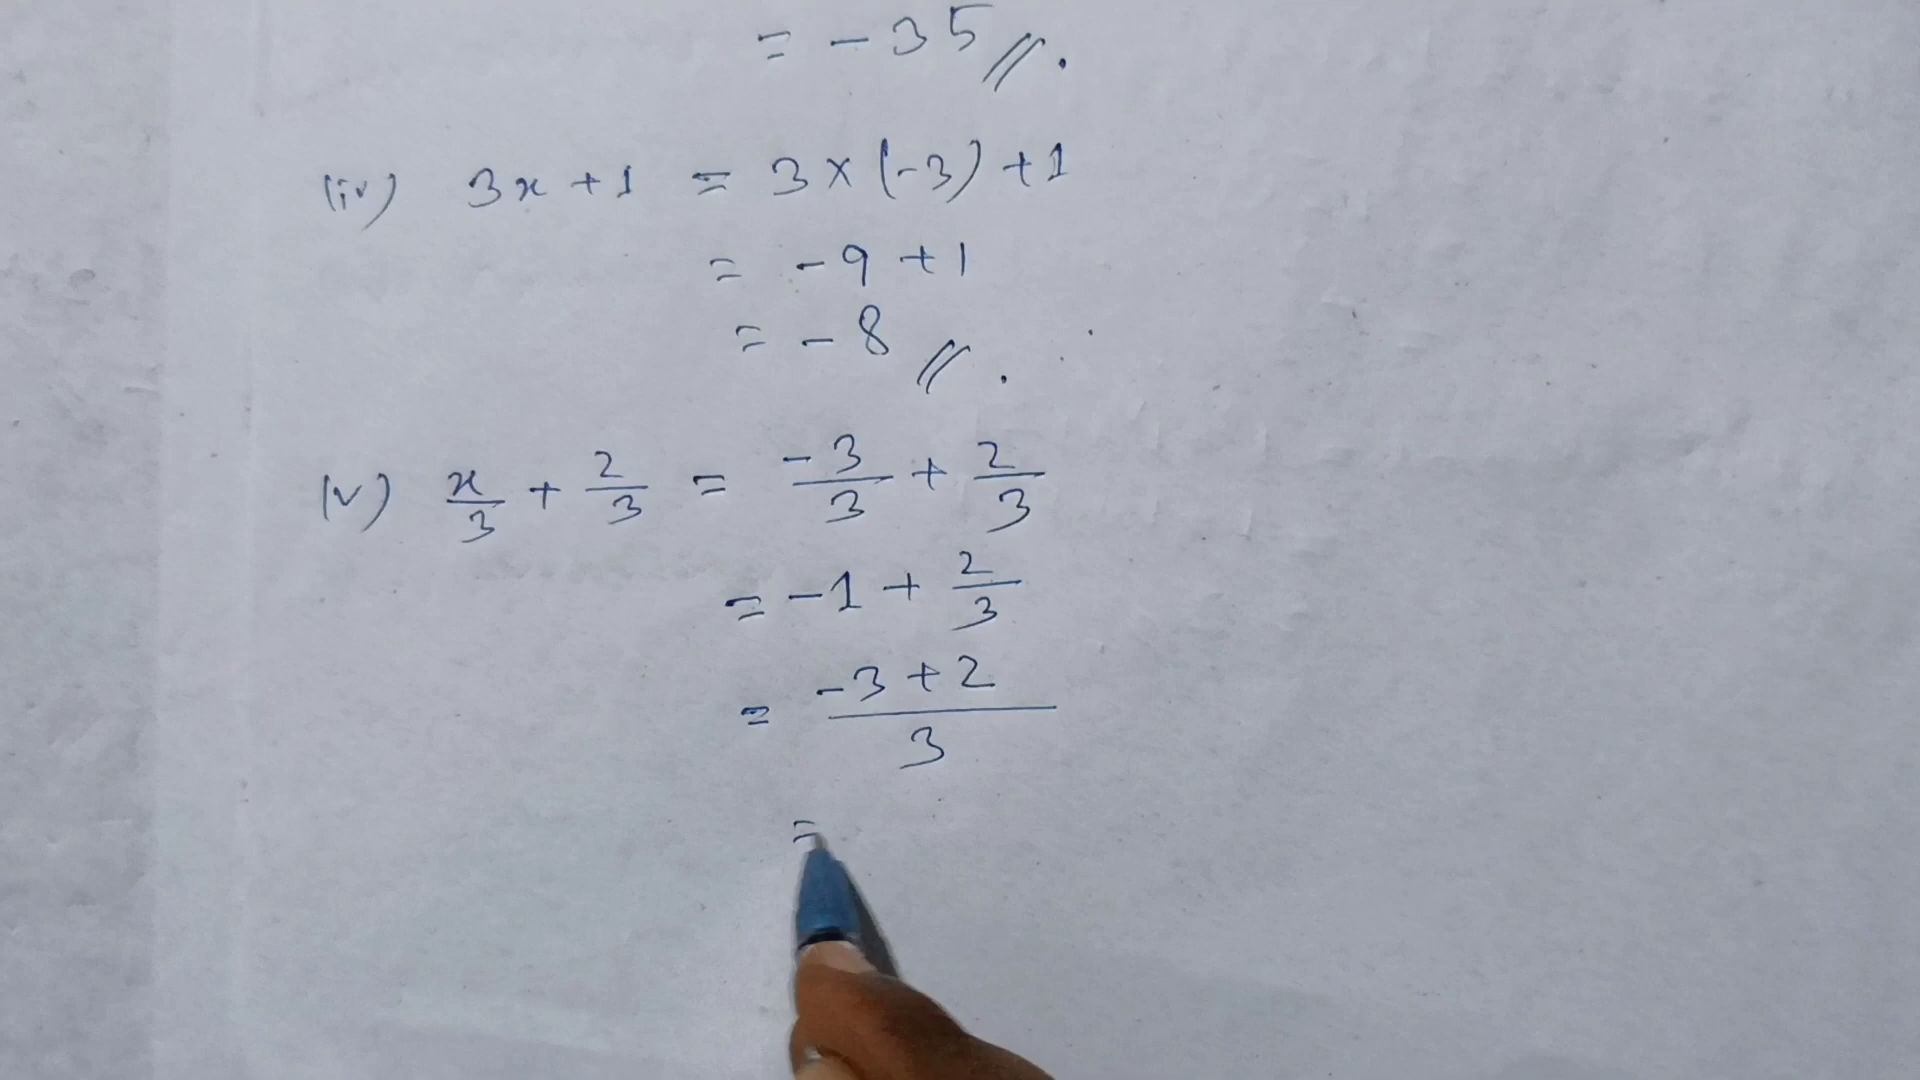 = -35 //.
(iv) 3x + 1 = 3 × (-3) + 1
= -9 + 1
= -8 //.
(v) x/3 + 2/3 = -3/3 + 2/3
= -1 + 2/3
= (-3 + 2)/3
=